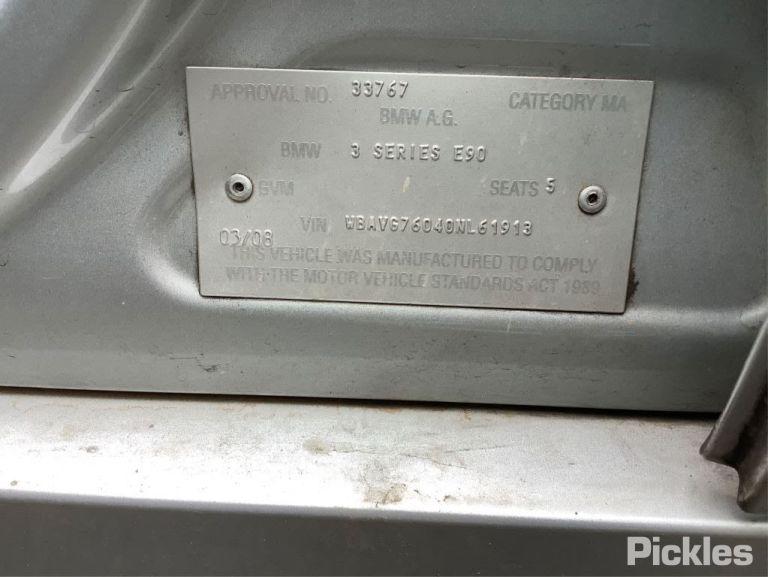 APPROVAL NO. 33767 CATEGORY MA
BMW A.G.
BMW 3 SERIES E90
GVM SEATS 5
03/08 VIN WBAVG76040NL61913
THIS VEHICLE WAS MANUFACTURED TO COMPLY
WITH THE MOTOR VEHICLE STANDARDS ACT 1989
Pickles